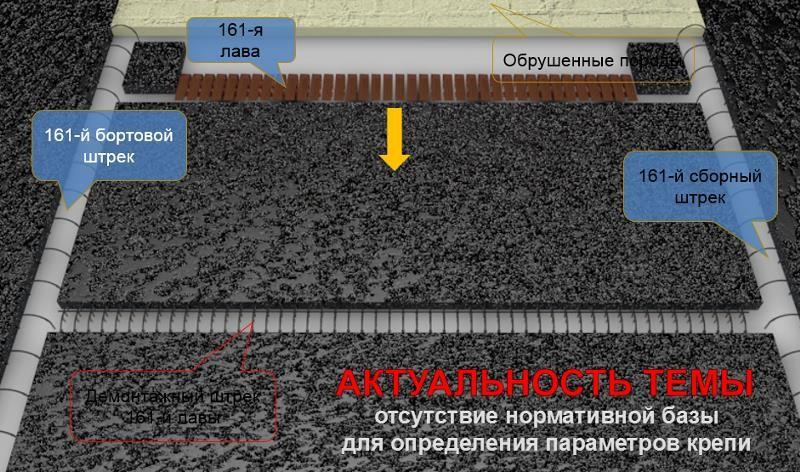 161-я
лава
Обрушенные породы
161-й бортовой
штрек
161-й сборный
штрек
Демонтажный штрек
161-й лавы
АКТУАЛЬНОСТЬ ТЕМЫ
отсутствие нормативной базы
для определения параметров крепи